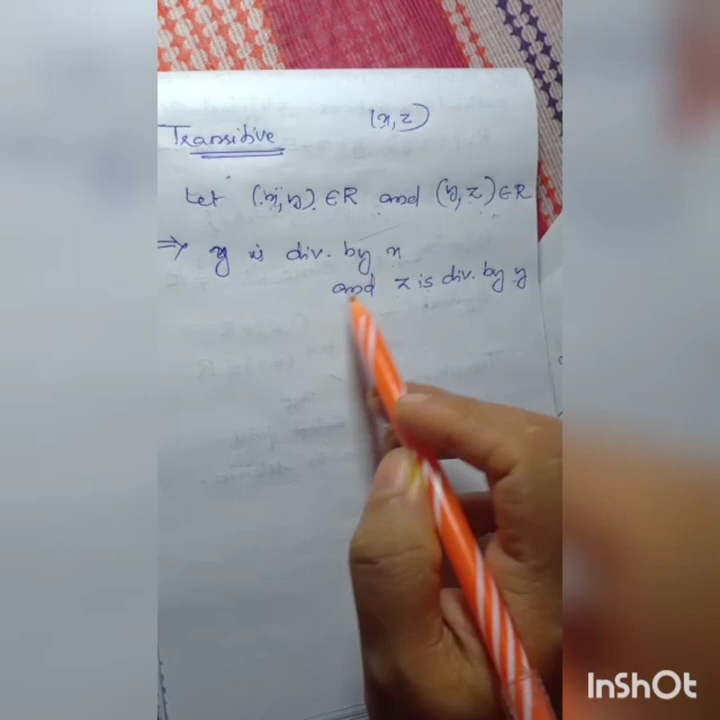 (x,z)
Transitive
Let (x,y) ∈R and (y,z)∈R
⇒ y is div. by x
and z is div. by y
InShOt